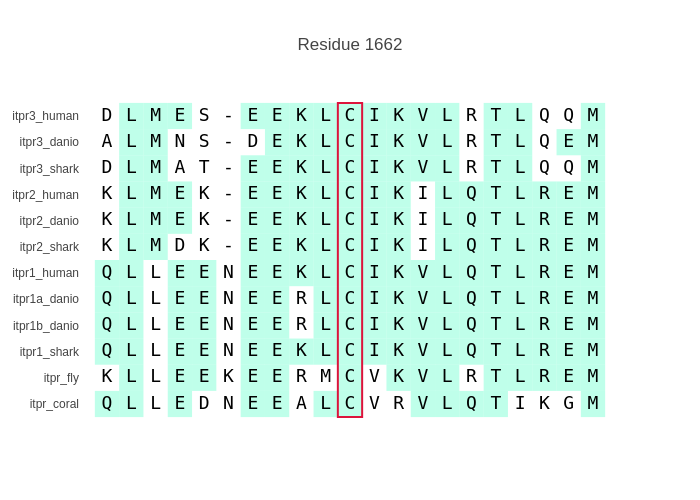 Residue 1662
itpr3_human D L M E S - E E K L C I K V L R T L Q Q M
itpr3_danio A L M N S - D E K L C I K V L R T L Q E M
itpr3_shark D L M A T - E E K L C I K V L R T L Q Q M
itpr2_human K L M E K - E E K L C I K I L Q T L R E M
itpr2_danio K L M E K - E E K L C I K I L Q T L R E M
itpr2_shark K L M D K - E E K L C I K I L Q T L R E M
itpr1_human Q L L E E N E E K L C I K V L Q T L R E M
itpr1a_danio Q L L E E N E E R L C I K V L Q T L R E M
itpr1b_danio Q L L E E N E E R L C I K V L Q T L R E M
itpr1_shark Q L L E E N E E K L C I K V L Q T L R E M
itpr_fly K L L E E K E E R M C V K V L R T L R E M
itpr_coral Q L L E D N E E A L C V R V L Q T I K G M